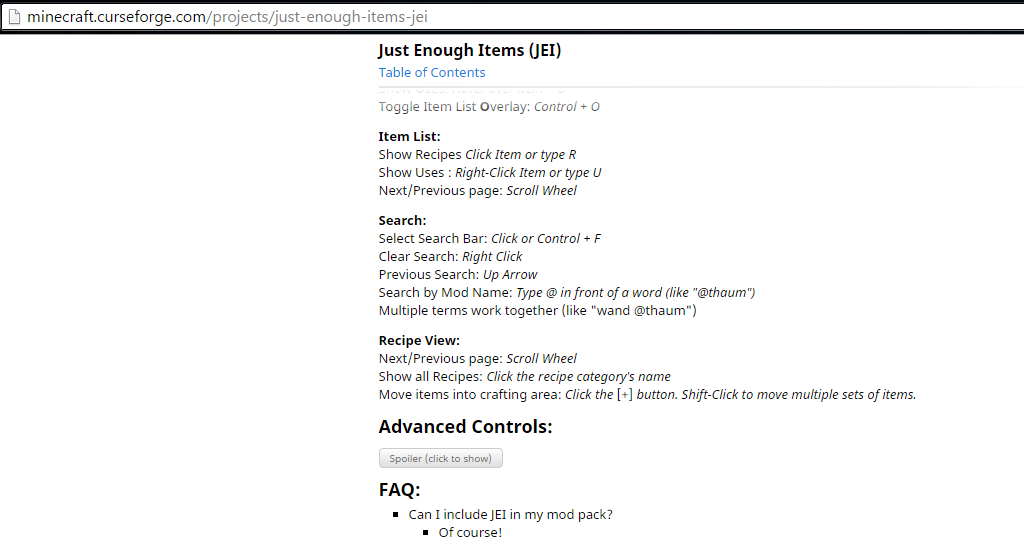 minecraft.curseforge.com/projects/just-enough-items-jei
Just Enough Items (JEI)
Table of Contents
Toggle Item List Overlay: Control + O
Item List:
Show Recipes Click Item or type R
Show Uses : Right-Click Item or type U
Next/Previous page: Scroll Wheel
Search:
Select Search Bar: Click or Control + F
Clear Search: Right Click
Previous Search: Up Arrow
Search by Mod Name: Type @ in front of a word (like "@thaum")
Multiple terms work together (like "wand @thaum")
Recipe View:
Next/Previous page: Scroll Wheel
Show all Recipes: Click the recipe category's name
Move items into crafting area: Click the [+] button. Shift-Click to move multiple sets of items.
Advanced Controls:
Spoiler (click to show)
FAQ:
Can I include JEI in my mod pack?
Of course!